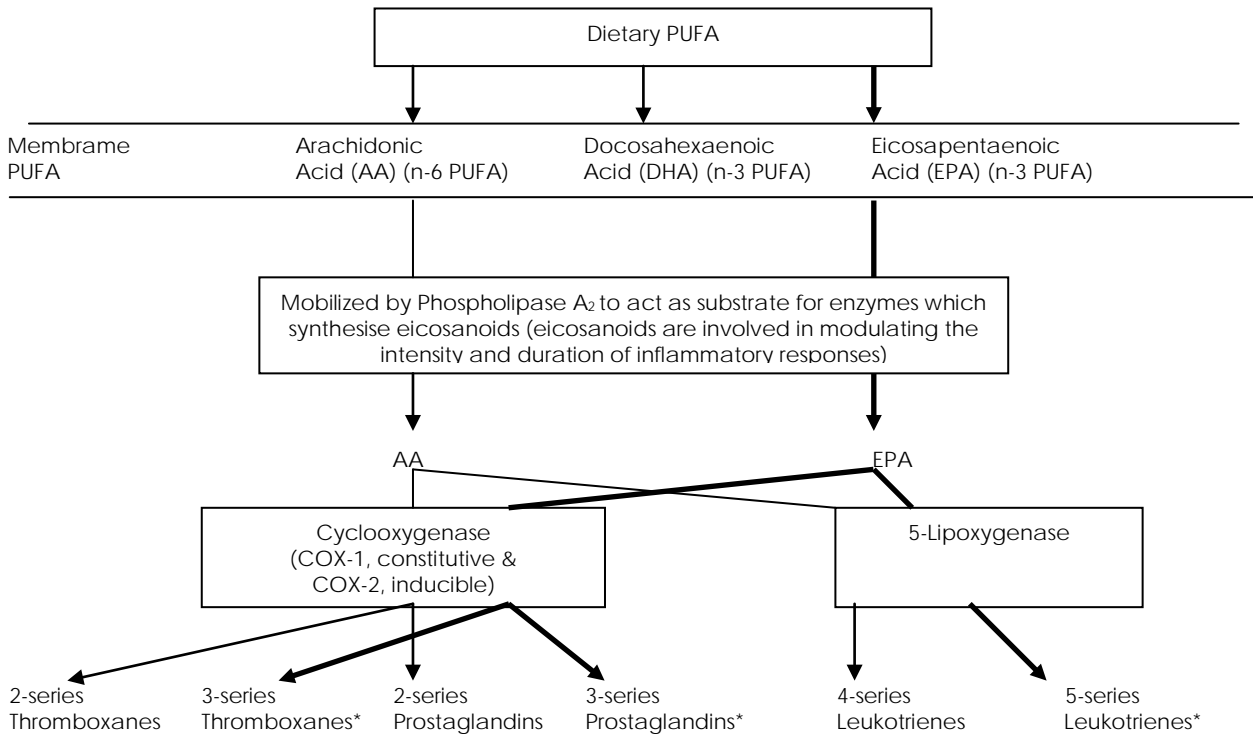 Dietary PUFA
Membrame
PUFA
Arachidonic
Acid (AA) (n-6 PUFA)
Docosahexaenoic
Acid (DHA) (n-3 PUFA)
Eicosapentaenoic
Acid (EPA) (n-3 PUFA)
Mobilized by Phospholipase A₂ to act as substrate for enzymes which
synthesise eicosanoids (eicosanoids are involved in modulating the
intensity and duration of inflammatory responses)
AA
EPA
Cyclooxygenase
(COX-1, constitutive &
COX-2, inducible)
5-Lipoxygenase
2-series
Thromboxanes
3-series
Thromboxanes*
2-series
Prostaglandins
3-series
Prostaglandins*
4-series
Leukotrienes
5-series
Leukotrienes*